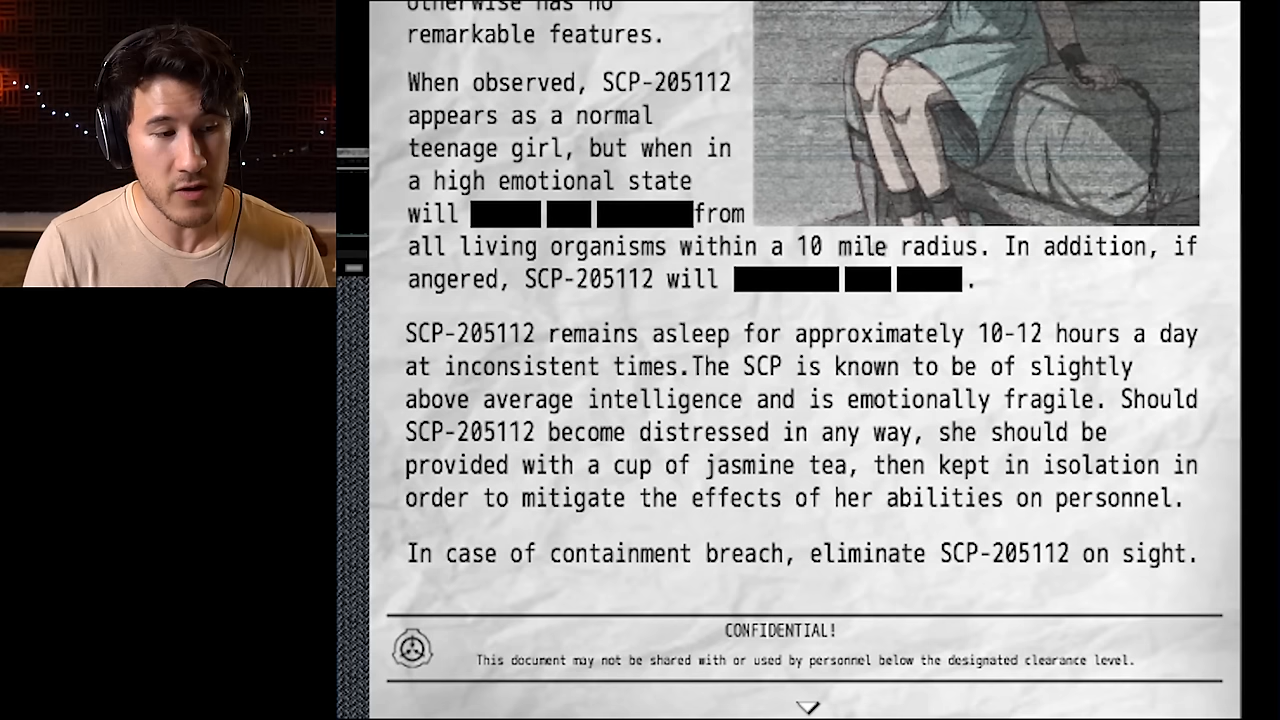 otherwise has no
remarkable features.
When observed, SCP-205112
appears as a normal
teenage girl, but when in
a high emotional state
will from
all living organisms within a 10 mile radius. In addition, if
angered, SCP-205112 will .
SCP-205112 remains asleep for approximately 10-12 hours a day
at inconsistent times.The SCP is known to be of slightly
above average intelligence and is emotionally fragile. Should
SCP-205112 become distressed in any way, she should be
provided with a cup of jasmine tea, then kept in isolation in
order to mitigate the effects of her abilities on personnel.
In case of containment breach, eliminate SCP-205112 on sight.
CONFIDENTIAL!
This document may not be shared with or used by personnel below the designated clearance level.